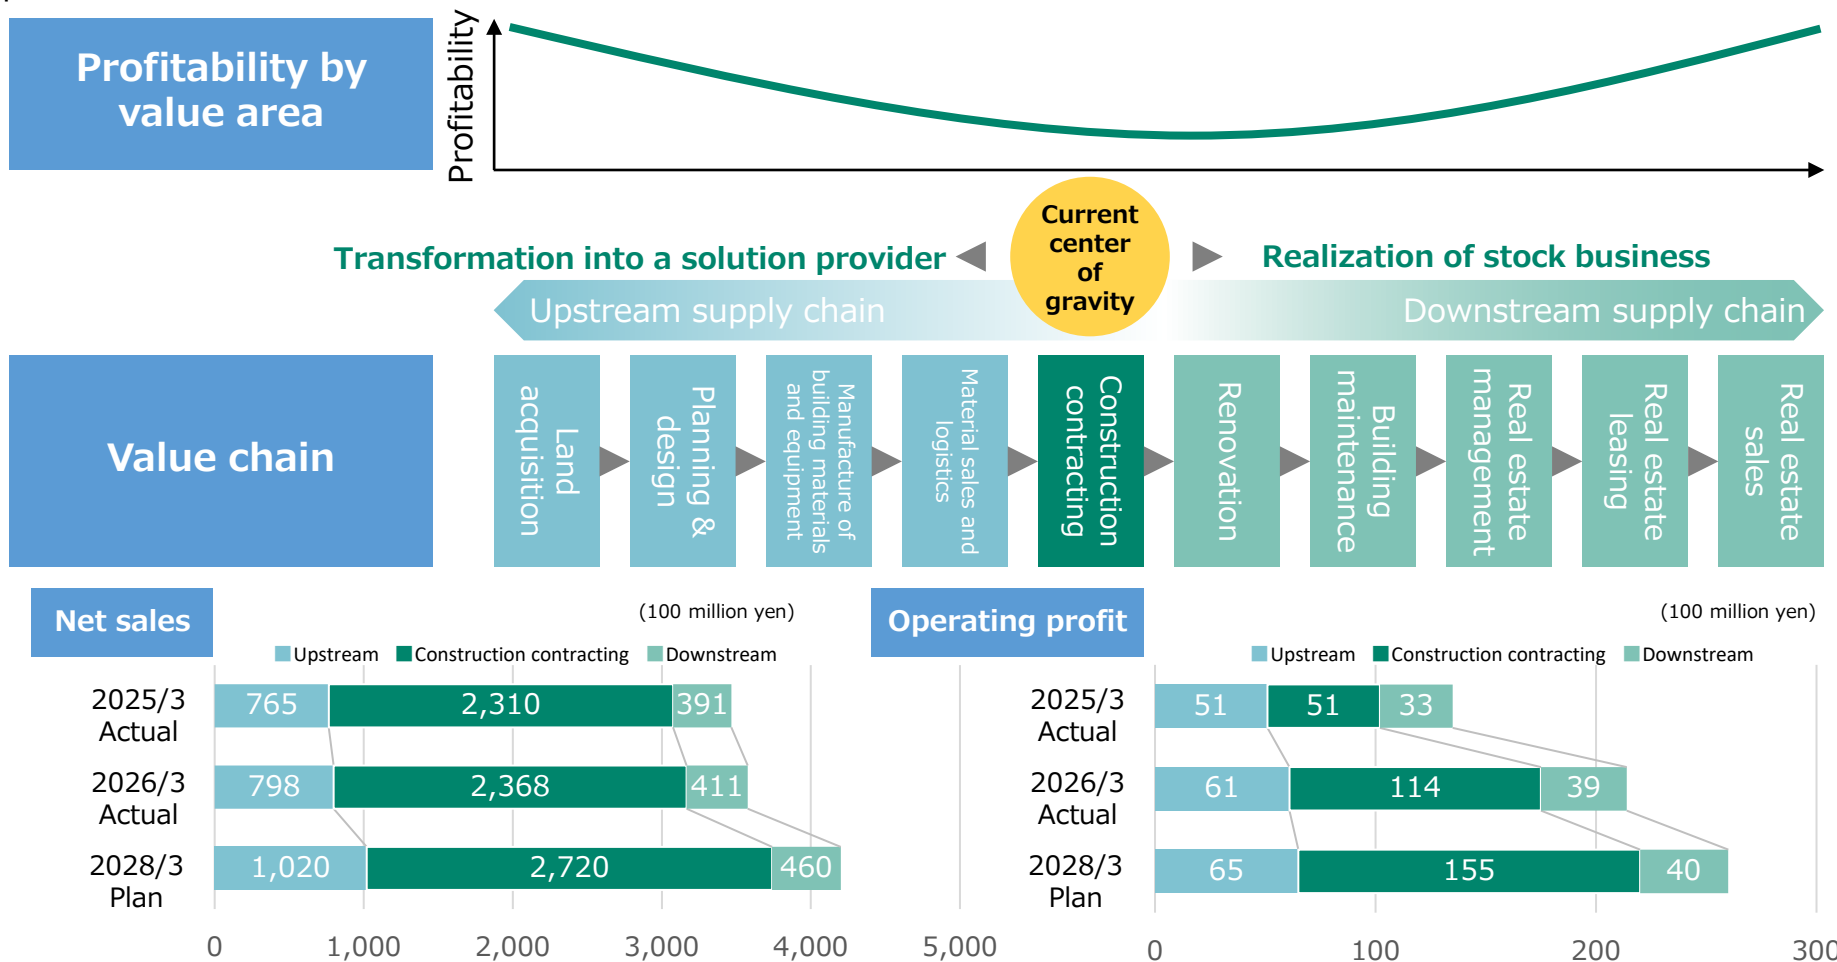 Profitability by
value area
Profitability
Current
center
of
gravity
Transformation into a solution provider
Realization of stock business
Upstream supply chain
Downstream supply chain
Value chain
Land
acquisition
Planning &
design
Manufacture of
building materials
and equipment
Material sales and
logistics
Construction
contracting
Renovation
Building
maintenance
Real estate
management
Real estate
leasing
Real estate
sales
Net sales
(100 million yen)
Upstream Construction contracting Downstream
2025/3
Actual
765 2,310 391
2026/3
Actual
798 2,368 411
2028/3
Plan
1,020 2,720 460
0 1,000 2,000 3,000 4,000 5,000
Operating profit
(100 million yen)
Upstream Construction contracting Downstream
2025/3
Actual
51 51 33
2026/3
Actual
61 114 39
2028/3
Plan
65 155 40
0 100 200 300